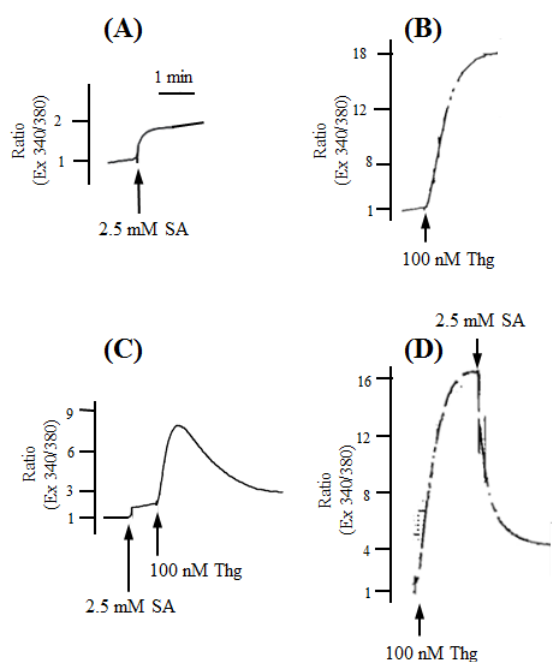 (A)
1 min
2
1
Ratio
(Ex 340/380)
2.5 mM SA
(B)
18
12
8
1
Ratio
(Ex 340/380)
100 nM Thg
(C)
9
6
3
1
Ratio
(Ex 340/380)
100 nM Thg
2.5 mM SA
2.5 mM SA
(D)
16
12
8
4
1
Ratio
(Ex 340/380)
100 nM Thg